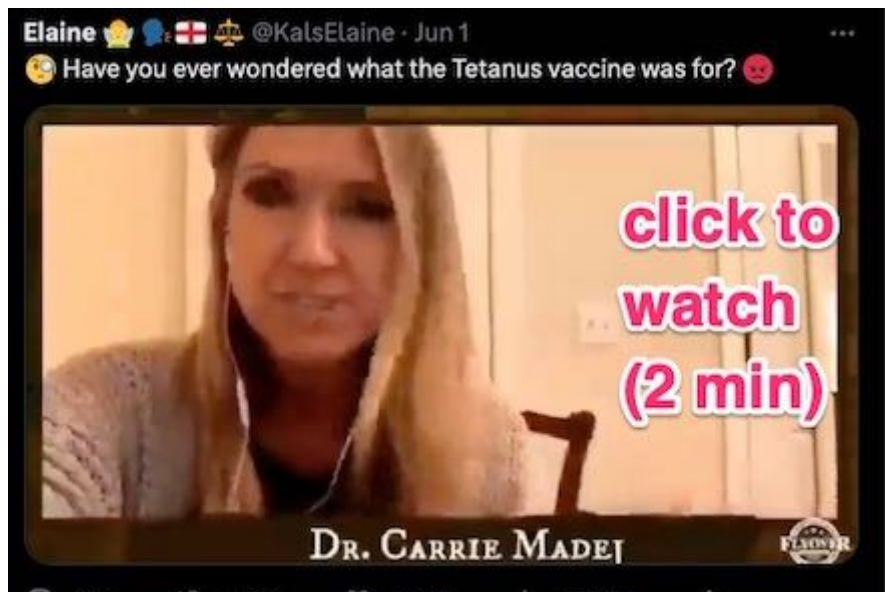 Elaine @KalsElaine · Jun 1
Have you ever wondered what the Tetanus vaccine was for?
click to
watch
(2 min)
DR. CARRIE MADEJ
FLYOVER